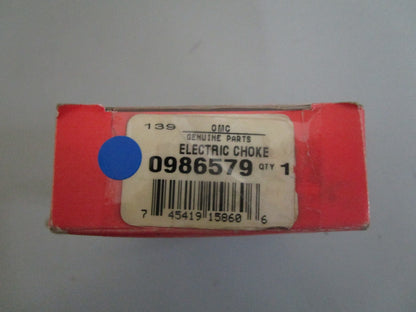 139 OMC
GENUINE PARTS
ELECTRIC CHOKE
0986579 QTY 1
7 45419 15860 6